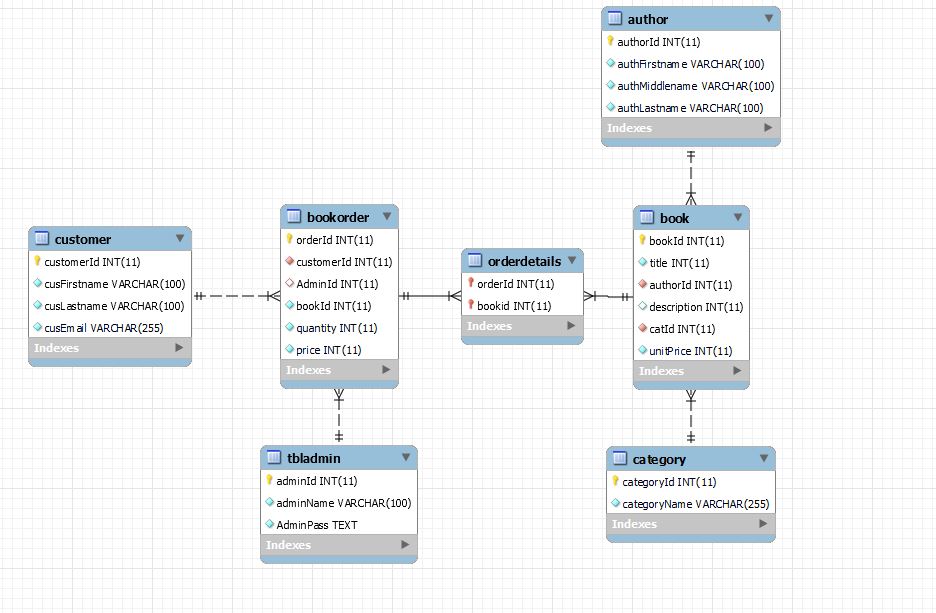 author
authorId INT(11)
authFirstname VARCHAR(100)
authMiddlename VARCHAR(100)
authLastname VARCHAR(100)
Indexes
customer
customerId INT(11)
cusFirstname VARCHAR(100)
cusLastname VARCHAR(100)
cusEmail VARCHAR(255)
Indexes
bookorder
orderId INT(11)
customerId INT(11)
AdminId INT(11)
bookId INT(11)
quantity INT(11)
price INT(11)
Indexes
orderdetails
orderId INT(11)
bookid INT(11)
Indexes
book
bookId INT(11)
title INT(11)
authorId INT(11)
description INT(11)
catId INT(11)
unitPrice INT(11)
Indexes
tbladmin
adminId INT(11)
adminName VARCHAR(100)
AdminPass TEXT
Indexes
category
categoryId INT(11)
categoryName VARCHAR(255)
Indexes